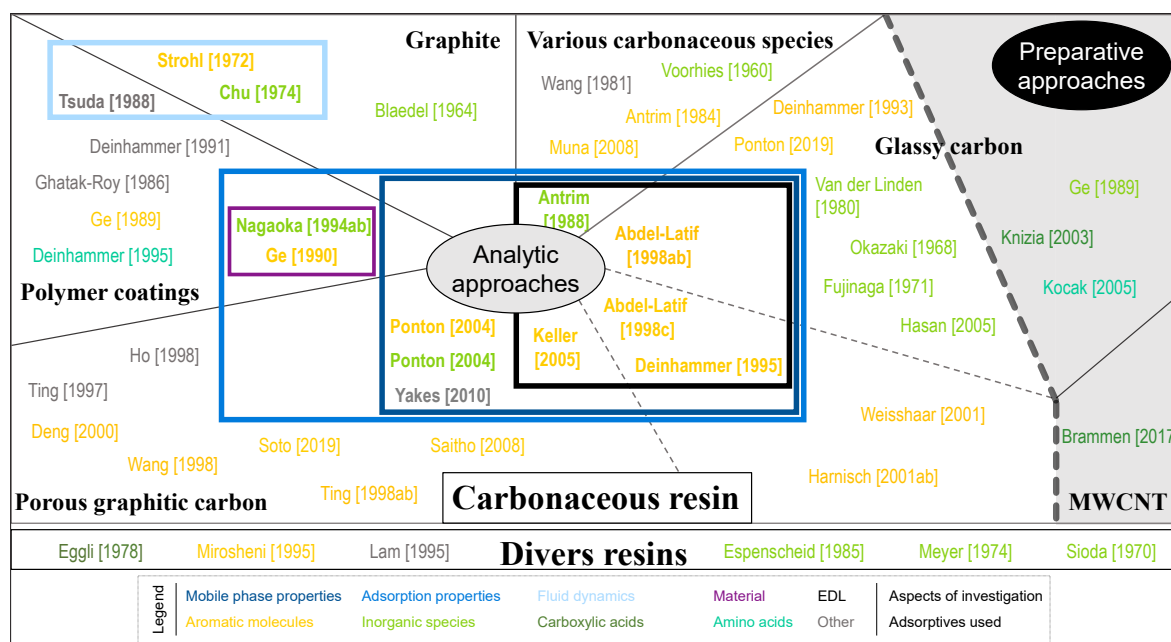 Graphite
Various carbonaceous species
Preparative
approaches
Strohl [1972]
Chu [1974]
Tsuda [1988]
Wang [1981]
Voorhies [1960]
Blaedel [1964]
Antrim [1984]
Deinhammer [1993]
Deinhammer [1991]
Muna [2008]
Ponton [2019]
Glassy carbon
Ghatak-Roy [1986]
Ge [1989]
Deinhammer [1995]
Polymer coatings
Nagaoka [1994ab]
Ge [1990]
Antrim
[1988]
Analytic
approaches
Abdel-Latif
[1998ab]
Abdel-Latif
[1998c]
Van der Linden
[1980]
Okazaki [1968]
Fujinaga [1971]
Hasan [2005]
Ge [1989]
Knizia [2003]
Kocak [2005]
Ponton [2004]
Ponton [2004]
Yakes [2010]
Keller
[2005]
Deinhammer [1995]
Ho [1998]
Ting [1997]
Deng [2000]
Wang [1998]
Soto [2019]
Saitho [2008]
Ting [1998ab]
Porous graphitic carbon
Carbonaceous resin
Weisshaar [2001]
Harnisch [2001ab]
Brammen [2017]
MWCNT
Eggli [1978]
Mirosheni [1995]
Lam [1995]
Divers resins
Espenscheid [1985]
Meyer [1974]
Sioda [1970]
Legend
Mobile phase properties
Adsorption properties
Fluid dynamics
Material
EDL
Aspects of investigation
Aromatic molecules
Inorganic species
Carboxylic acids
Amino acids
Other
Adsorptives used